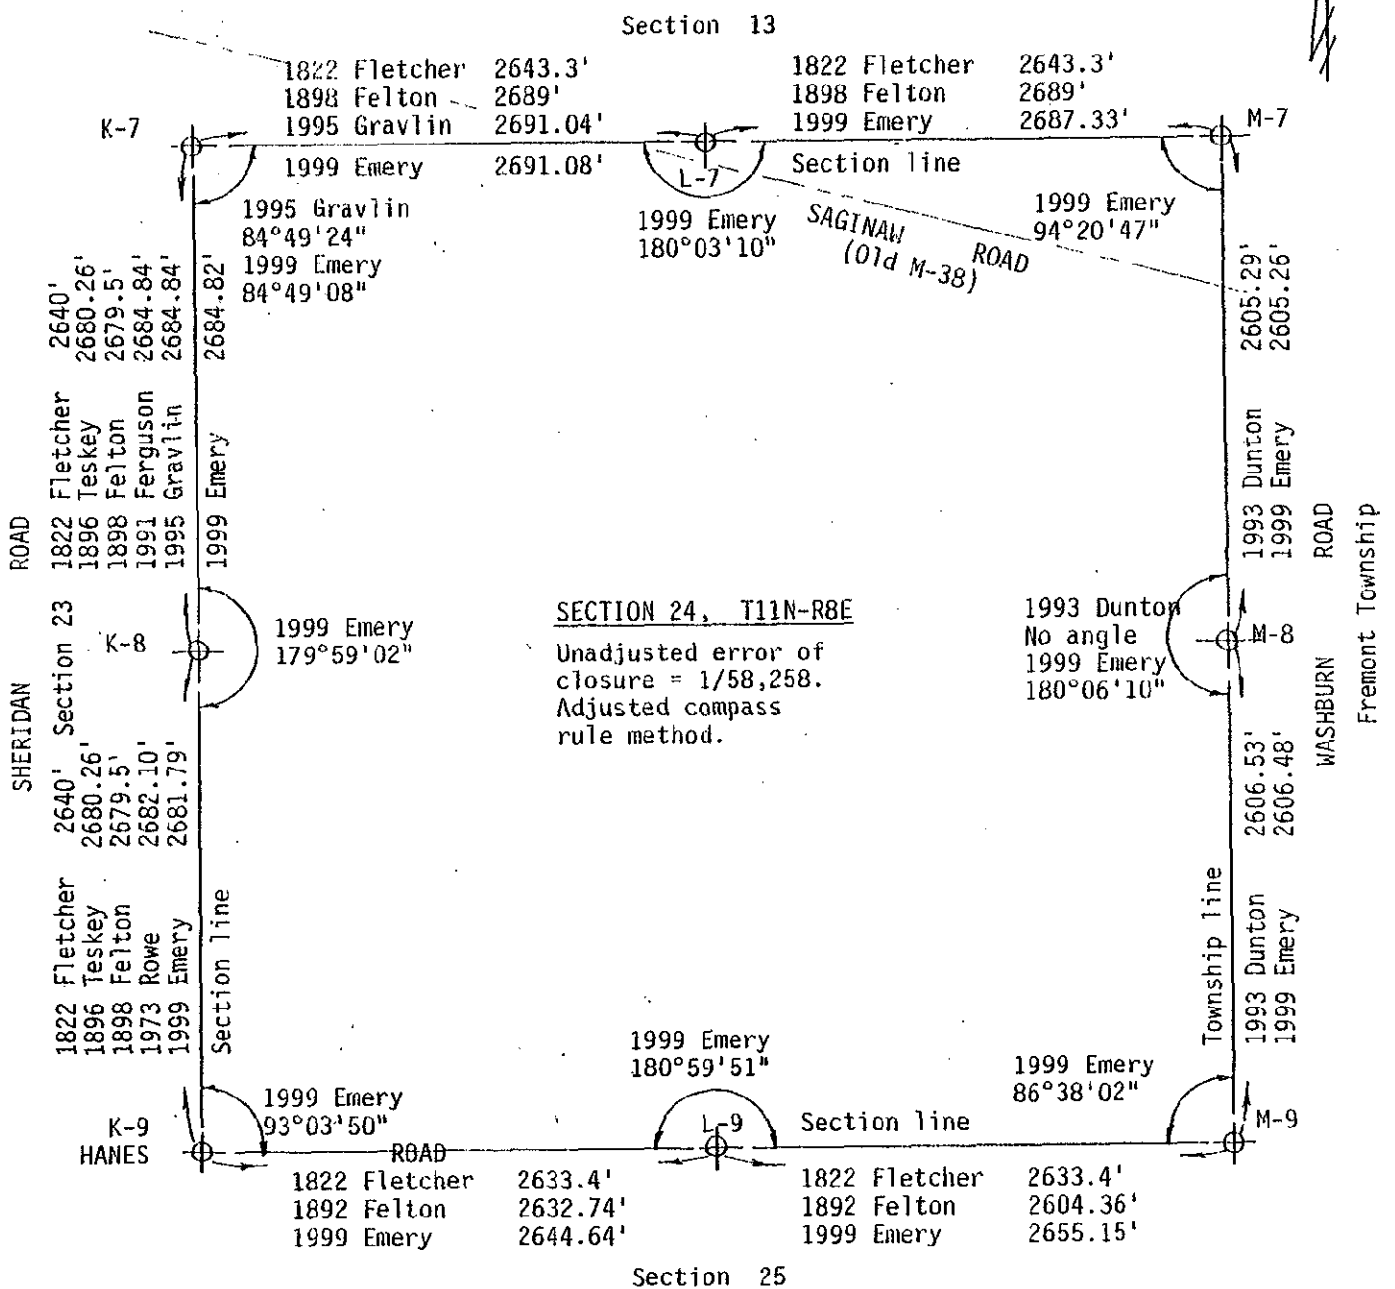 Section 13
1822 Fletcher 2643.3'
1898 Felton 2689'
1995 Gravlin 2691.04'
1999 Emery 2691.08'
1822 Fletcher 2643.3'
1898 Felton 2689'
1999 Emery 2687.33'
Section line
K-7
L-7
M-7
1995 Gravlin
84°49'24"
1999 Emery
84°49'08"
1999 Emery
180°03'10"
SAGINAW ROAD
(Old M-38)
1999 Emery
94°20'47"
SHERIDAN ROAD
Section 23
1822 Fletcher 2640'
1896 Teskey 2680.26'
1898 Felton 2679.5'
1991 Ferguson 2684.84'
1995 Gravlin 2684.84'
1999 Emery 2684.82'
1993 Dunton 2605.29'
1999 Emery 2605.26'
WASHBURN ROAD
Fremont Township
K-8
1999 Emery
179°59'02"
SECTION 24, T11N-R8E
Unadjusted error of
closure = 1/58,258.
Adjusted compass
rule method.
1993 Dunton
No angle
1999 Emery
180°06'10"
M-8
1822 Fletcher 2640'
1896 Teskey 2680.26'
1898 Felton 2679.5'
1973 Rowe 2682.10'
1999 Emery 2681.79'
Section line
Township line
1993 Dunton 2606.53'
1999 Emery 2606.48'
1999 Emery
93°03'50"
1999 Emery
180°59'51"
1999 Emery
86°38'02"
K-9
L-9
Section line
M-9
HANES ROAD
1822 Fletcher 2633.4'
1892 Felton 2632.74'
1999 Emery 2644.64'
1822 Fletcher 2633.4'
1892 Felton 2604.36'
1999 Emery 2655.15'
Section 25